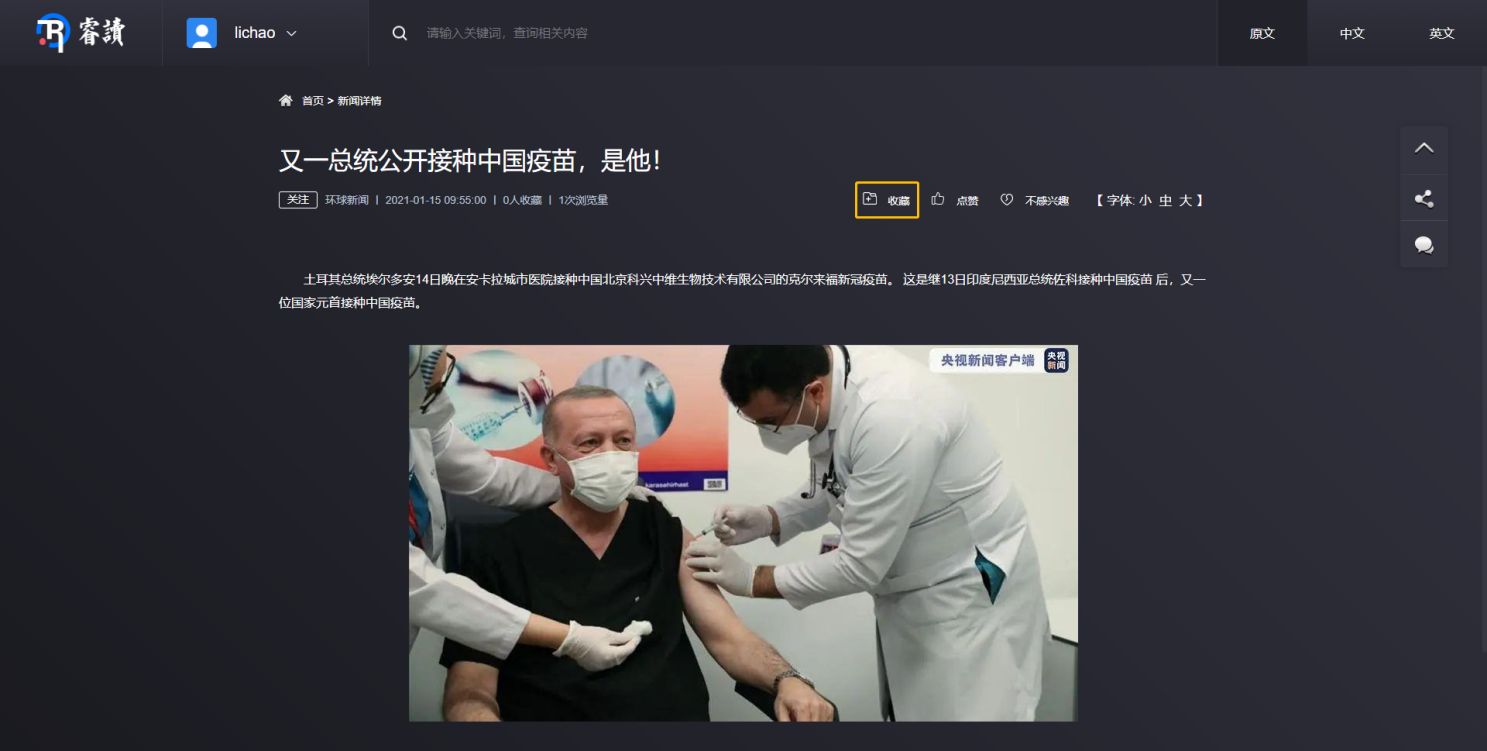 睿讀
lichao
请输入关键词，查询相关内容
原文
中文
英文
首页 > 新闻详情
又一总统公开接种中国疫苗，是他！
关注 环球新闻 | 2021-01-15 09:55:00 | 0人收藏 | 1次浏览量
收藏 点赞 不感兴趣 【 字体: 小 中 大 】
土耳其总统埃尔多安14日晚在安卡拉城市医院接种中国北京科兴中维生物技术有限公司的克尔来福新冠疫苗。 这是继13日印度尼西亚总统佐科接种中国疫苗 后，又一
位国家元首接种中国疫苗。
央视新闻客户端
央视
新闻
karasehirhast